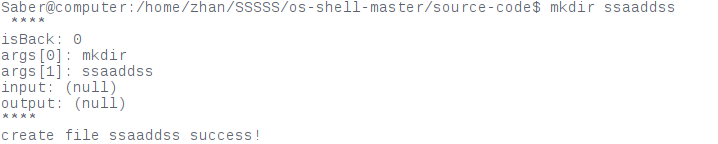 Saber@computer:/home/zhan/SSSSS/os-shell-master/source-code$ mkdir ssaaddss
****
isBack: 0
args[0]: mkdir
args[1]: ssaaddss
input: (null)
output: (null)
****
create file ssaaddss success!